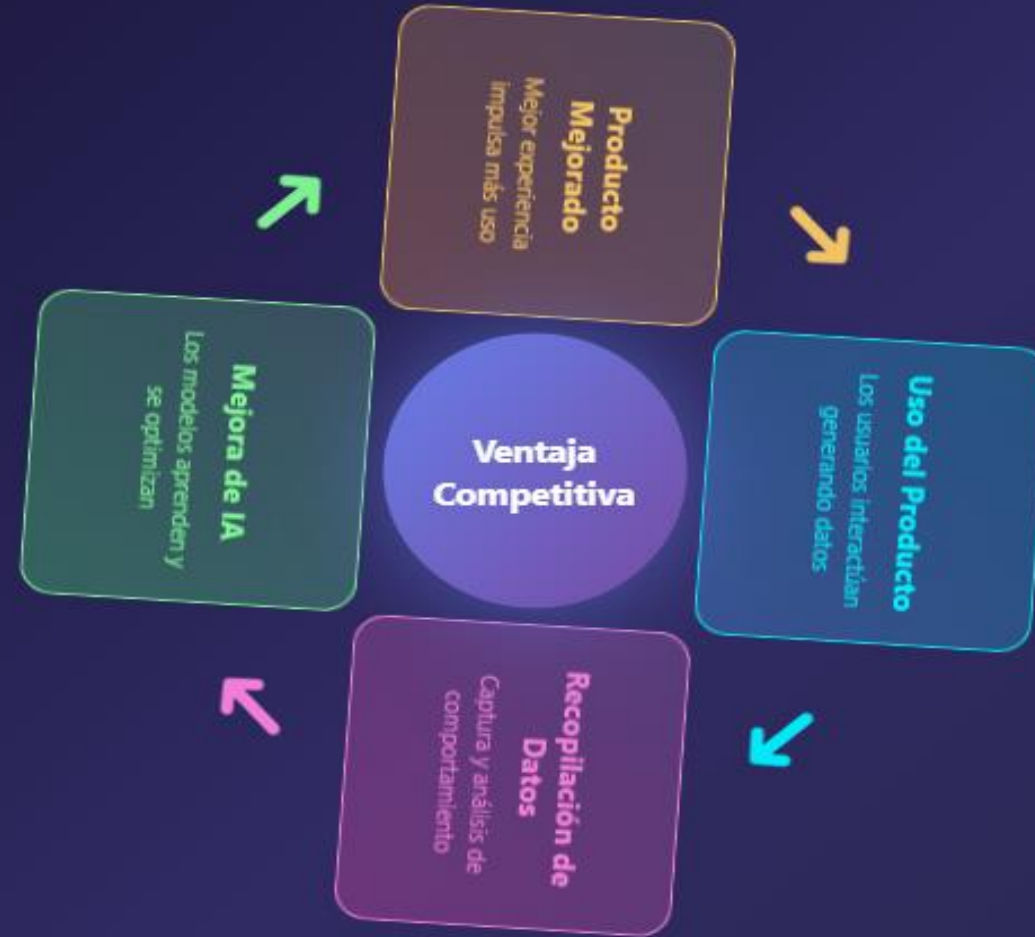 Producto
Mejorado
Mejor experiencia
impulsa más uso
Uso del Producto
Los usuarios interactúan
generando datos
Recopilación de
Datos
Captura y análisis de
comportamiento
Mejora de IA
Los modelos aprenden y
se optimizan
Ventaja
Competitiva